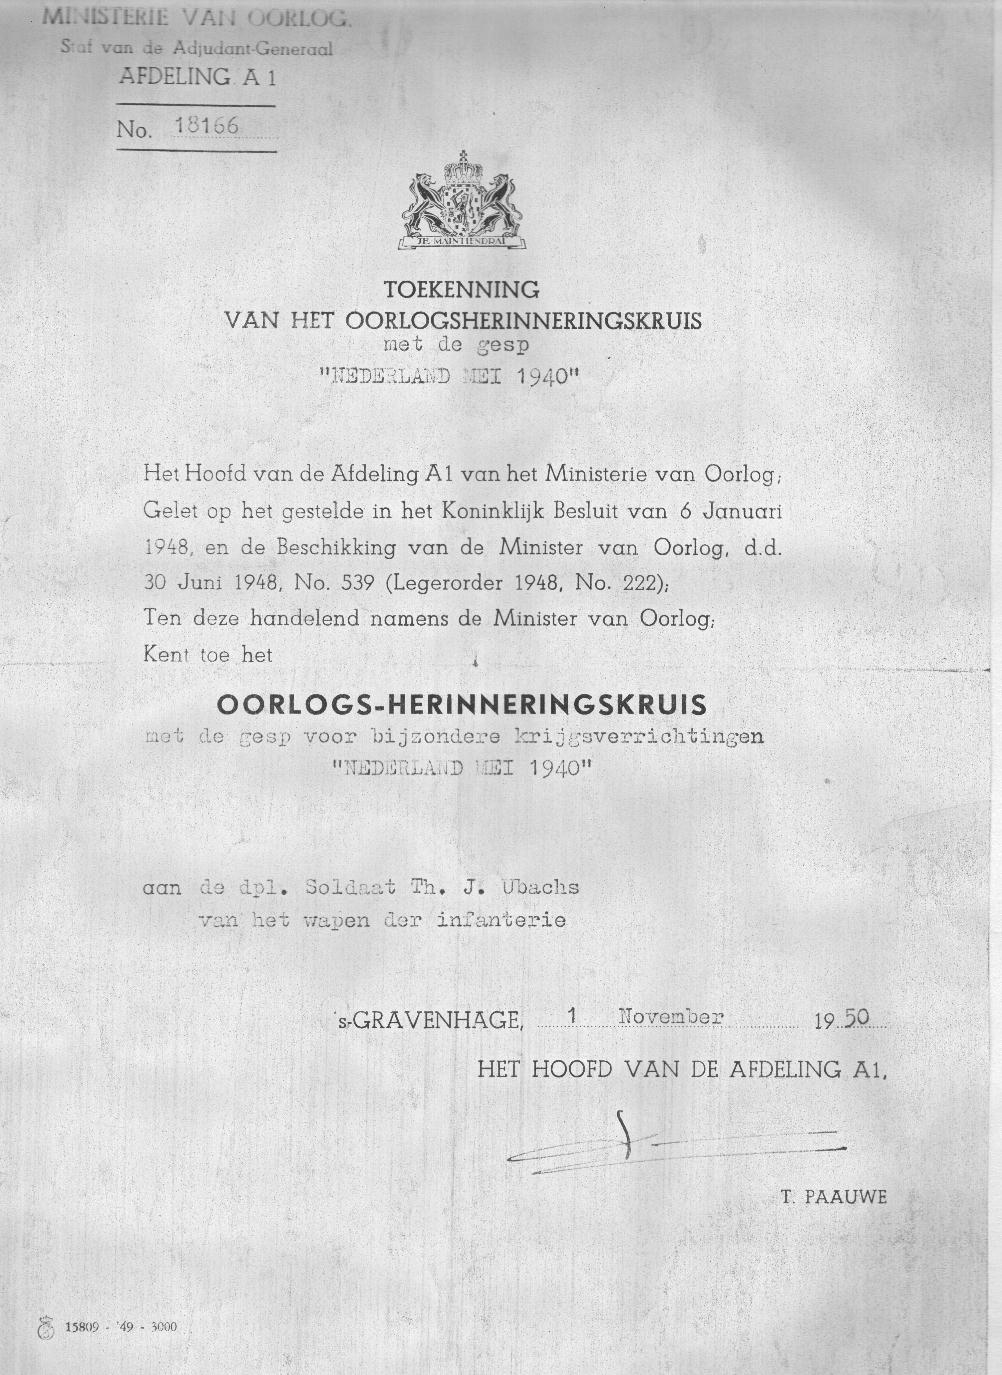 MINISTERIE VAN OORLOG.
Staf van de Adjudant-Generaal
AFDELING A 1
No. 18166
JE MAINTIENDRAI
TOEKENNING
VAN HET OORLOGSHERINNERINGSKRUIS
met de gesp
"NEDERLAND MEI 1940"
Het Hoofd van de Afdeling A1 van het Ministerie van Oorlog;
Gelet op het gestelde in het Koninklijk Besluit van 6 Januari
1948, en de Beschikking van de Minister van Oorlog, d.d.
30 Juni 1948, No. 539 (Legerorder 1948, No. 222);
Ten deze handelend namens de Minister van Oorlog;
Kent toe het
OORLOGS-HERINNERINGSKRUIS
met de gesp voor bijzondere krijgsverrichtingen
"NEDERLAND MEI 1940"
aan de dpl. Soldaat Th. J. Ubachs
van het wapen der infanterie
's-GRAVENHAGE, 1 November 1950
HET HOOFD VAN DE AFDELING A1,
T. PAAUWE
15809 - '49 - 3000